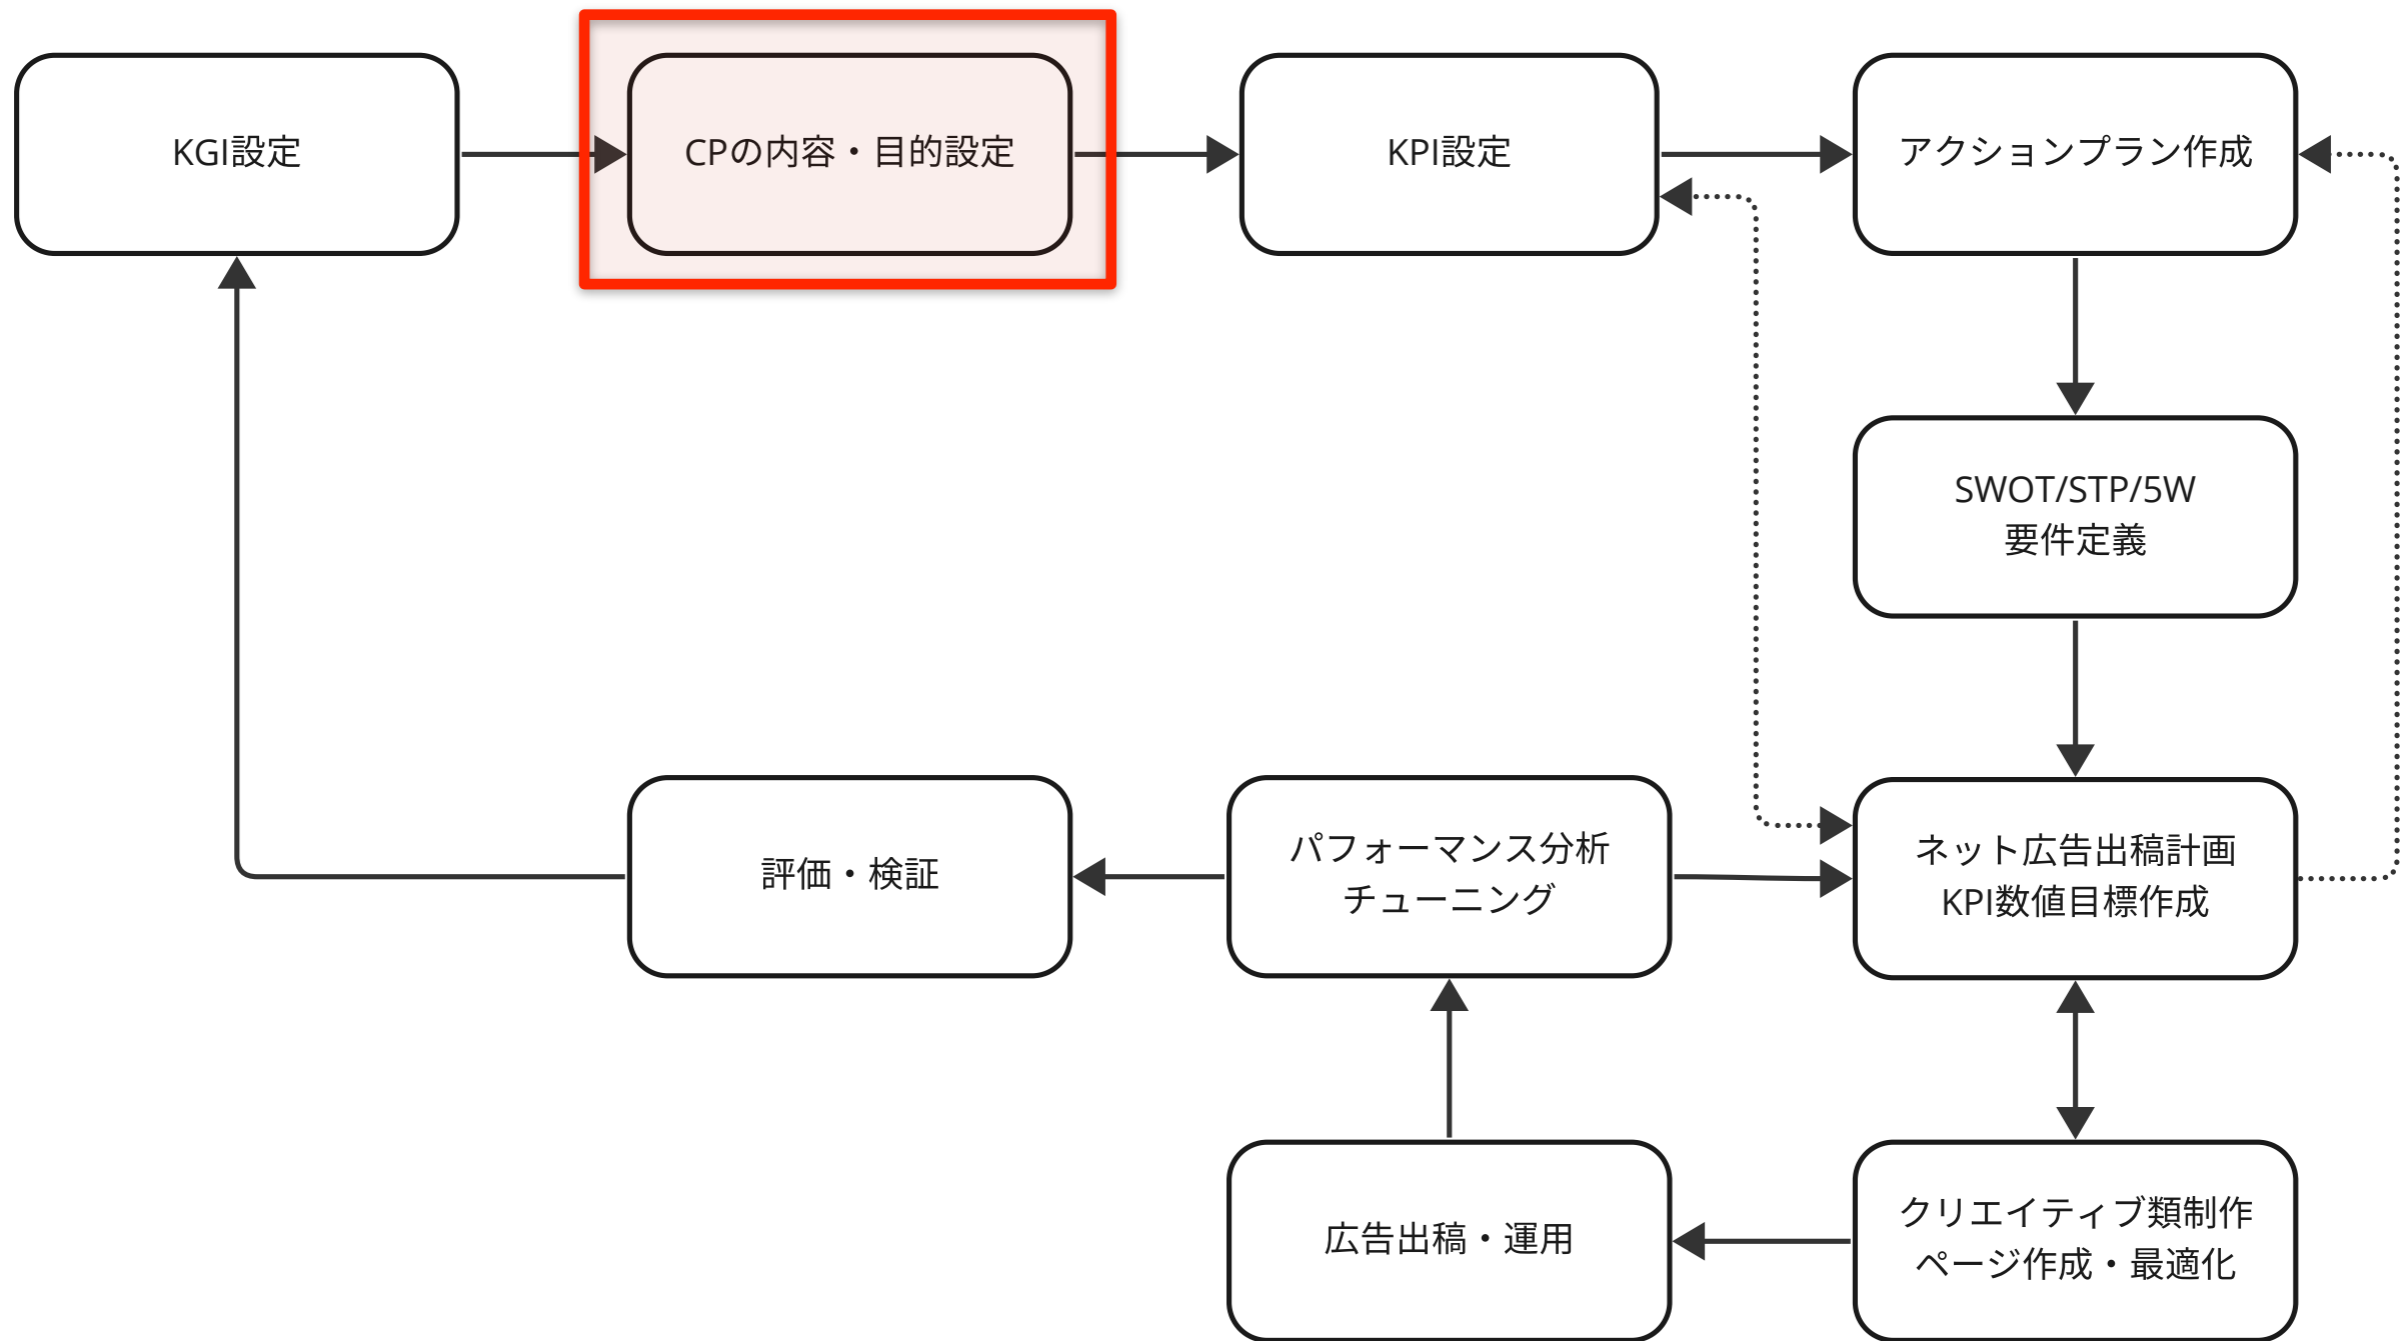 KGI設定
CPの内容・目的設定
KPI設定
アクションプラン作成
SWOT/STP/5W
要件定義
評価・検証
パフォーマンス分析
チューニング
ネット広告出稿計画
KPI数値目標作成
広告出稿・運用
クリエイティブ類制作
ページ作成・最適化